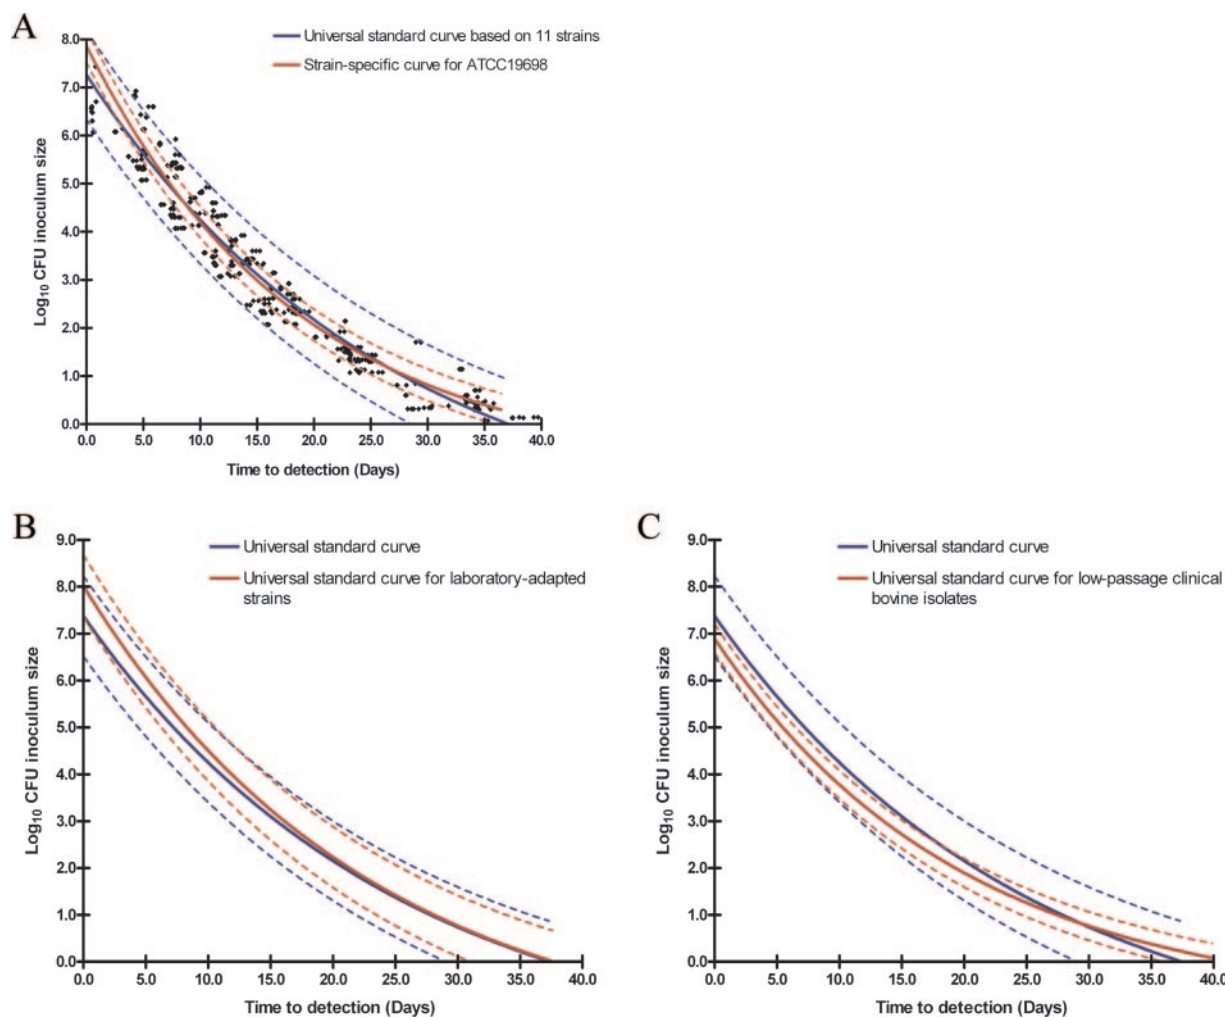 A
Universal standard curve based on 11 strains
Strain-specific curve for ATCC19698
8.0
7.0
6.0
5.0
4.0
3.0
2.0
1.0
0.0
Log10 CFU inoculum size
0.0 5.0 10.0 15.0 20.0 25.0 30.0 35.0 40.0
Time to detection (Days)
B
Universal standard curve
Universal standard curve for laboratory-adapted
strains
9.0
8.0
7.0
6.0
5.0
4.0
3.0
2.0
1.0
0.0
Log10 CFU inoculum size
0.0 5.0 10.0 15.0 20.0 25.0 30.0 35.0 40.0
Time to detection (Days)
C
Universal standard curve
Universal standard curve for low-passage clinical
bovine isolates
9.0
8.0
7.0
6.0
5.0
4.0
3.0
2.0
1.0
0.0
Log10 CFU inoculum size
0.0 5.0 10.0 15.0 20.0 25.0 30.0 35.0 40.0
Time to detection (Days)